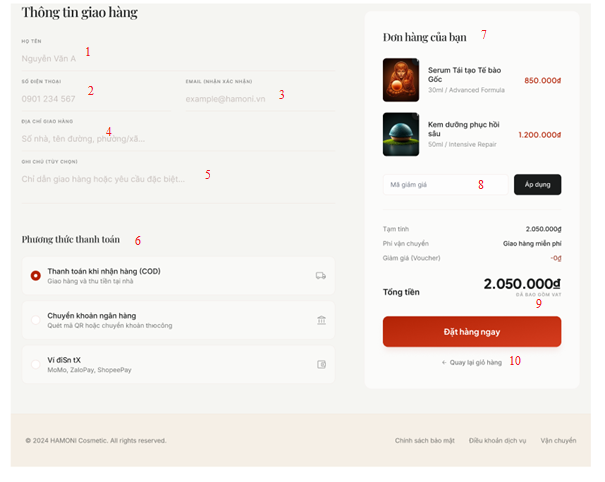 Thông tin giao hàng
HỌ TÊN
Nguyễn Văn A 1
SỐ ĐIỆN THOẠI
0901 234 567 2
EMAIL (NHẬN XÁC NHẬN)
example@hamoni.vn 3
ĐỊA CHỈ GIAO HÀNG
4
Số nhà, tên đường, phường/xã...
GHI CHÚ (TÙY CHỌN)
Chỉ dẫn giao hàng hoặc yêu cầu đặc biệt... 5
Phương thức thanh toán 6
Thanh toán khi nhận hàng (COD)
Giao hàng và thu tiền tại nhà
Chuyển khoản ngân hàng
Quét mã QR hoặc chuyển khoản thủ công
Ví điSn tX
MoMo, ZaloPay, ShopeePay
Đơn hàng của bạn 7
Serum Tái tạo Tế bào
Gốc
30ml / Advanced Formula
850.000₫
Kem dưỡng phục hồi
sâu
50ml / Intensive Repair
1.200.000₫
Mã giảm giá 8 Áp dụng
Tạm tính 2.050.000₫
Phí vận chuyển Giao hàng miễn phí
Giảm giá (Voucher) -0₫
Tổng tiền 2.050.000₫
ĐÃ BAO GỒM VAT
9
Đặt hàng ngay
← Quay lại giỏ hàng 10
© 2024 HAMONI Cosmetic. All rights reserved.
Chính sách bảo mật Điều khoản dịch vụ Vận chuyển